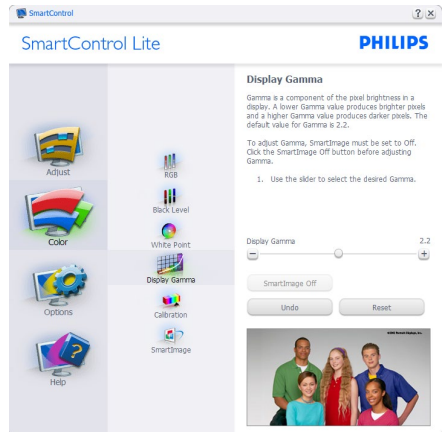 SmartControl
SmartControl Lite
PHILIPS
Adjust
Color
Options
Help
RGB
Black Level
White Point
Display Gamma
Calibration
SmartImage
Display Gamma
Gamma is a component of the pixel brightness in a
display. A lower Gamma value produces brighter pixels
and a higher Gamma value produces darker pixels. The
default value for Gamma is 2.2.
To adjust Gamma, SmartImage must be set to Off.
Click the SmartImage Off button before adjusting
Gamma.
1. Use the slider to select the desired Gamma.
Display Gamma 2.2
SmartImage Off
Undo Reset